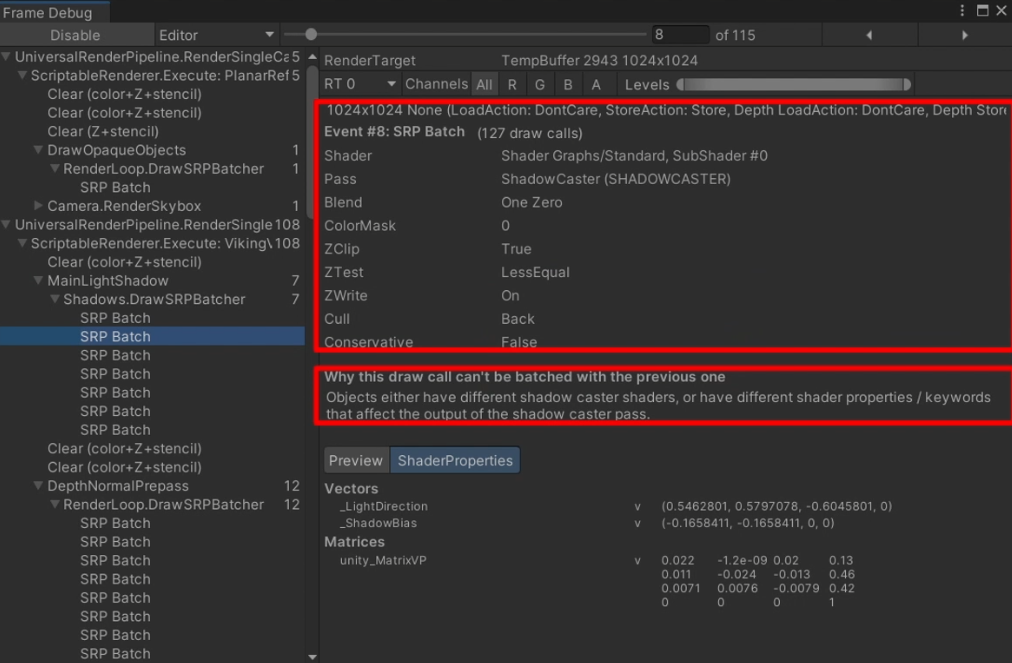 Frame Debug
Disable Editor 8 of 115
UniversalRenderPipeline.RenderSingleCa 5
ScriptableRenderer.Execute: PlanarRef 5
Clear (color+Z+stencil)
Clear (color+Z+stencil)
Clear (Z+stencil)
DrawOpaqueObjects 1
RenderLoop.DrawSRPBatcher 1
SRP Batch
Camera.RenderSkybox 1
UniversalRenderPipeline.RenderSingle 108
ScriptableRenderer.Execute: Viking\ 108
Clear (color+Z+stencil)
MainLightShadow 7
Shadows.DrawSRPBatcher 7
SRP Batch
SRP Batch
SRP Batch
SRP Batch
SRP Batch
SRP Batch
SRP Batch
Clear (color+Z+stencil)
Clear (color+Z+stencil)
DepthNormalPrepass 12
RenderLoop.DrawSRPBatcher 12
SRP Batch
SRP Batch
SRP Batch
SRP Batch
SRP Batch
SRP Batch
SRP Batch
SRP Batch
RenderTarget TempBuffer 2943 1024x1024
RT 0 Channels All R G B A Levels
1024x1024 None (LoadAction: DontCare, StoreAction: Store, Depth LoadAction: DontCare, Depth Store
Event #8: SRP Batch (127 draw calls)
Shader Shader Graphs/Standard, SubShader #0
Pass ShadowCaster (SHADOWCASTER)
Blend One Zero
ColorMask 0
ZClip True
ZTest LessEqual
ZWrite On
Cull Back
Conservative False
Why this draw call can't be batched with the previous one
Objects either have different shadow caster shaders, or have different shader properties / keywords
that affect the output of the shadow caster pass.
Preview ShaderProperties
Vectors
_LightDirection v (0.5462801, 0.5797078, -0.6045801, 0)
_ShadowBias v (-0.1658411, -0.1658411, 0, 0)
Matrices
unity_MatrixVP v 0.022 -1.2e-09 0.02 0.13
0.011 -0.024 -0.013 0.46
0.0071 0.0076 -0.0079 0.42
0 0 0 1